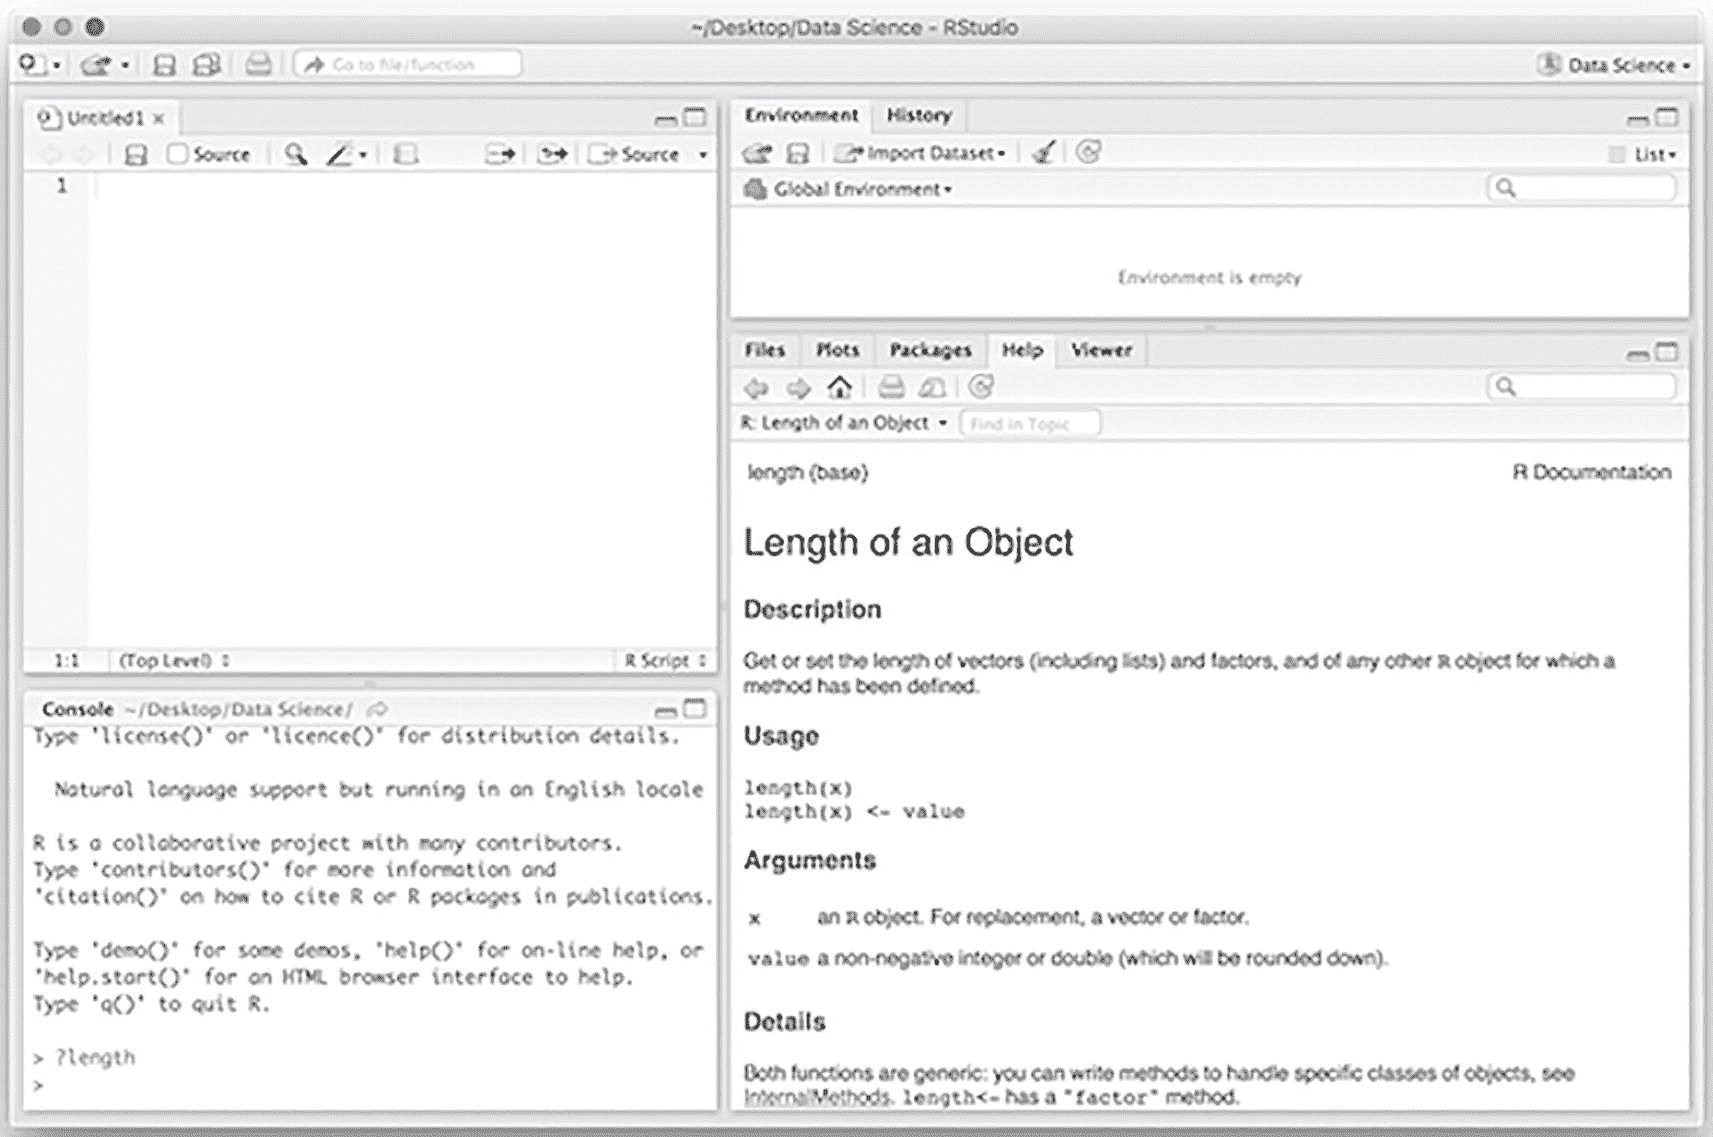 ~/Desktop/Data Science - RStudio
Go to file/function
Data Science
Untitled1
Source
Source
1
1:1
(Top Level)
R Script
Console ~/Desktop/Data Science/
Type 'license()' or 'licence()' for distribution details.
Natural language support but running in an English locale
R is a collaborative project with many contributors.
Type 'contributors()' for more information and
'citation()' on how to cite R or R packages in publications.
Type 'demo()' for some demos, 'help()' for on-line help, or
'help.start()' for an HTML browser interface to help.
Type 'q()' to quit R.
> ?length
>
Environment History
Import Dataset
List
Global Environment
Environment is empty
Files Plots Packages Help Viewer
R: Length of an Object
Find in Topic
length {base}
R Documentation
Length of an Object
Description
Get or set the length of vectors (including lists) and factors, and of any other R object for which a
method has been defined.
Usage
length(x)
length(x) <- value
Arguments
x an R object. For replacement, a vector or factor.
value a non-negative integer or double (which will be rounded down).
Details
Both functions are generic: you can write methods to handle specific classes of objects, see
InternalMethods. length<- has a "factor" method.